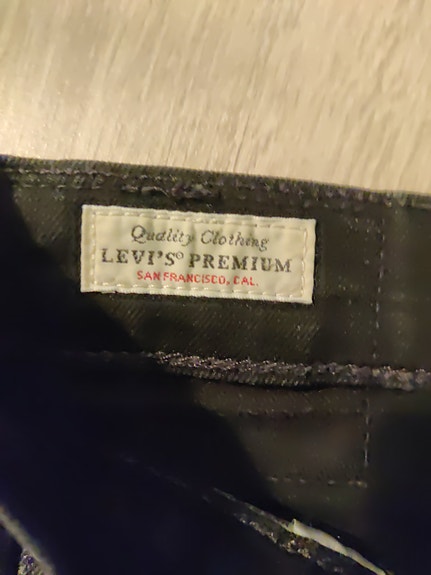 Quality Clothing
LEVI'S® PREMIUM
SAN FRANCISCO, CAL.